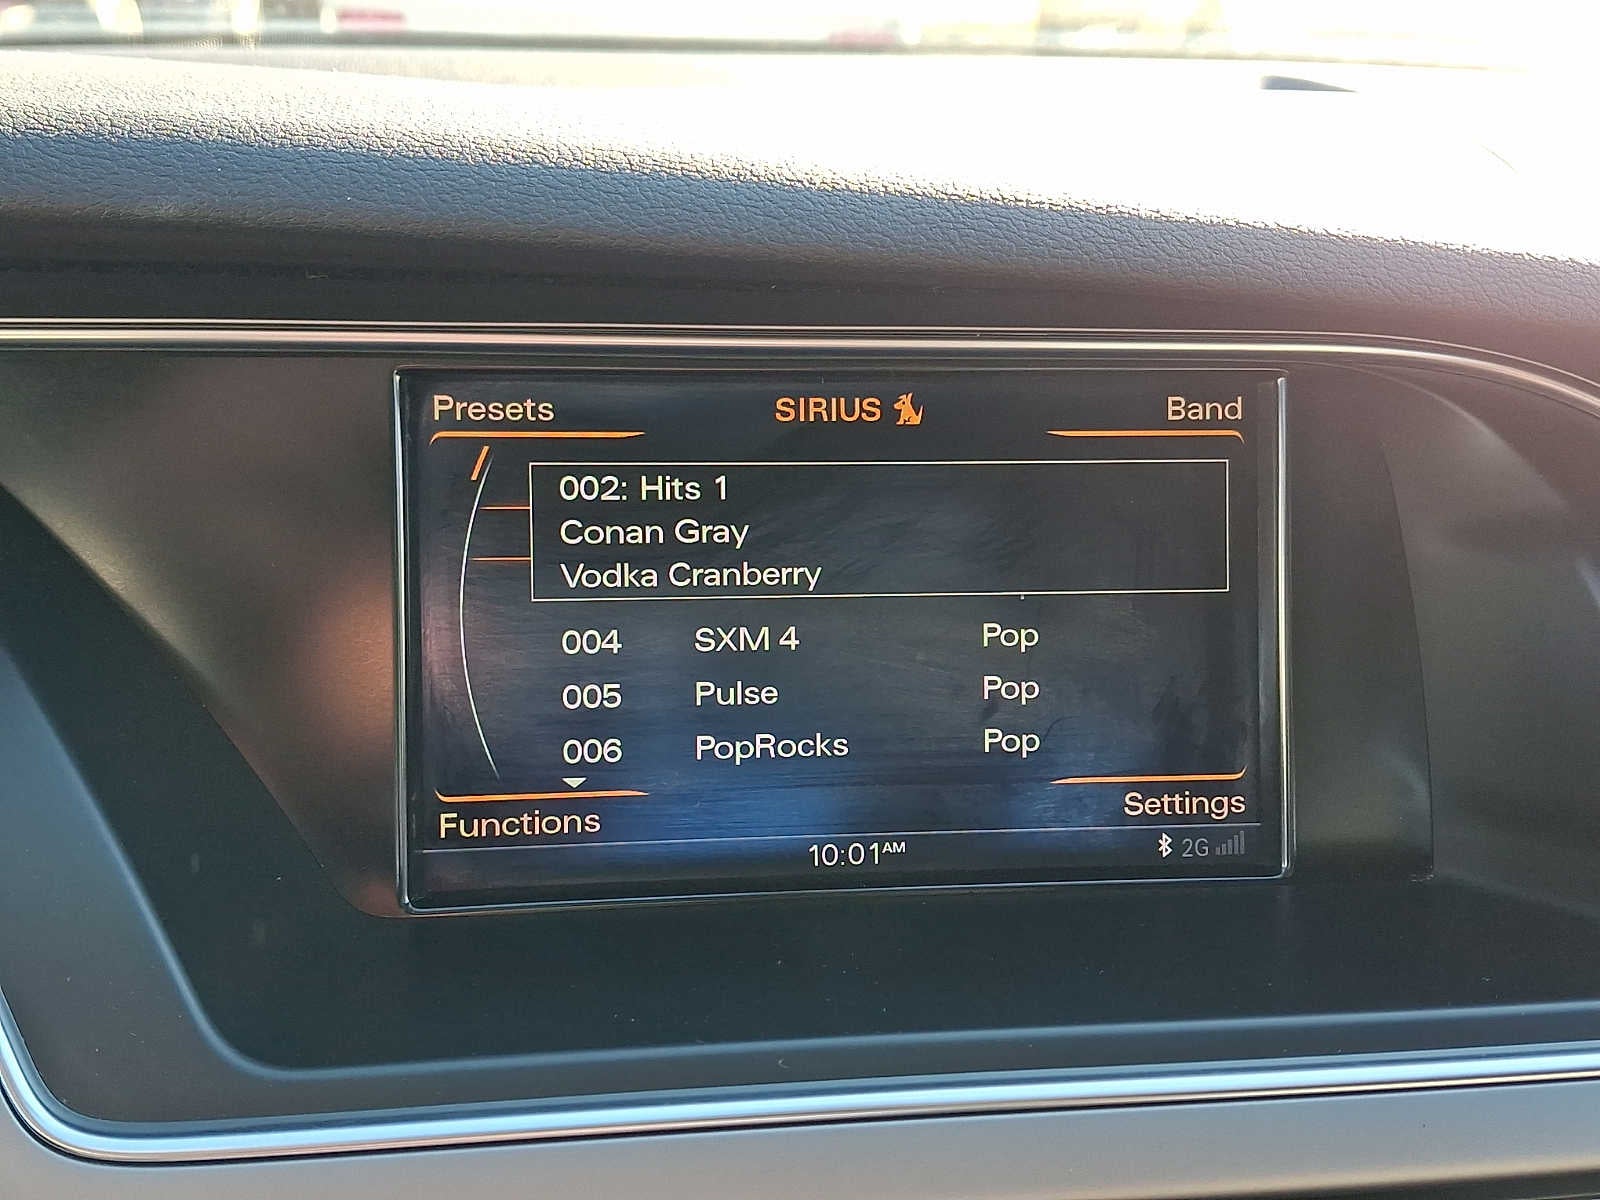 Presets SIRIUS Band
002: Hits 1
Conan Gray
Vodka Cranberry
004 SXM 4 Pop
005 Pulse Pop
006 PopRocks Pop
Functions Settings
10:01AM 2G